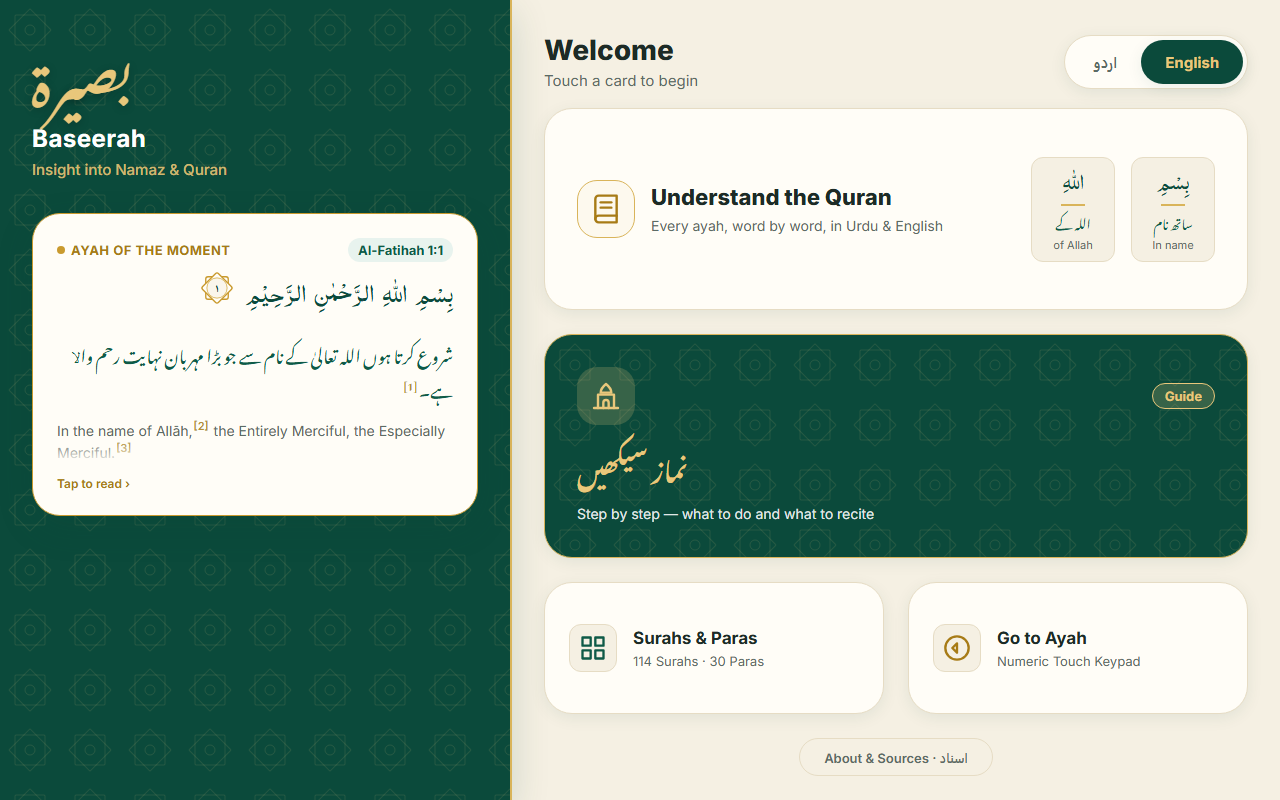 بصيرة
Baseerah
Insight into Namaz & Quran
AYAH OF THE MOMENT
Al-Fatihah 1:1
بِسْمِ اللّٰهِ الرَّحْمٰنِ الرَّحِيْمِ ١
شروع کرتا ہوں اللہ تعالیٰ کے نام سے جو بڑا مہربان نہایت رحم والا
ہے۔[1]
In the name of Allāh,[2] the Entirely Merciful, the Especially
Merciful.[3]
Tap to read ›
Welcome
Touch a card to begin
اردو
English
Understand the Quran
Every ayah, word by word, in Urdu & English
بِسْمِ
ساتھ نام
In name
اللّٰهِ
اللہ کے
of Allah
Guide
نماز سیکھیں
Step by step — what to do and what to recite
Surahs & Paras
114 Surahs · 30 Paras
Go to Ayah
Numeric Touch Keypad
About & Sources · اسناد